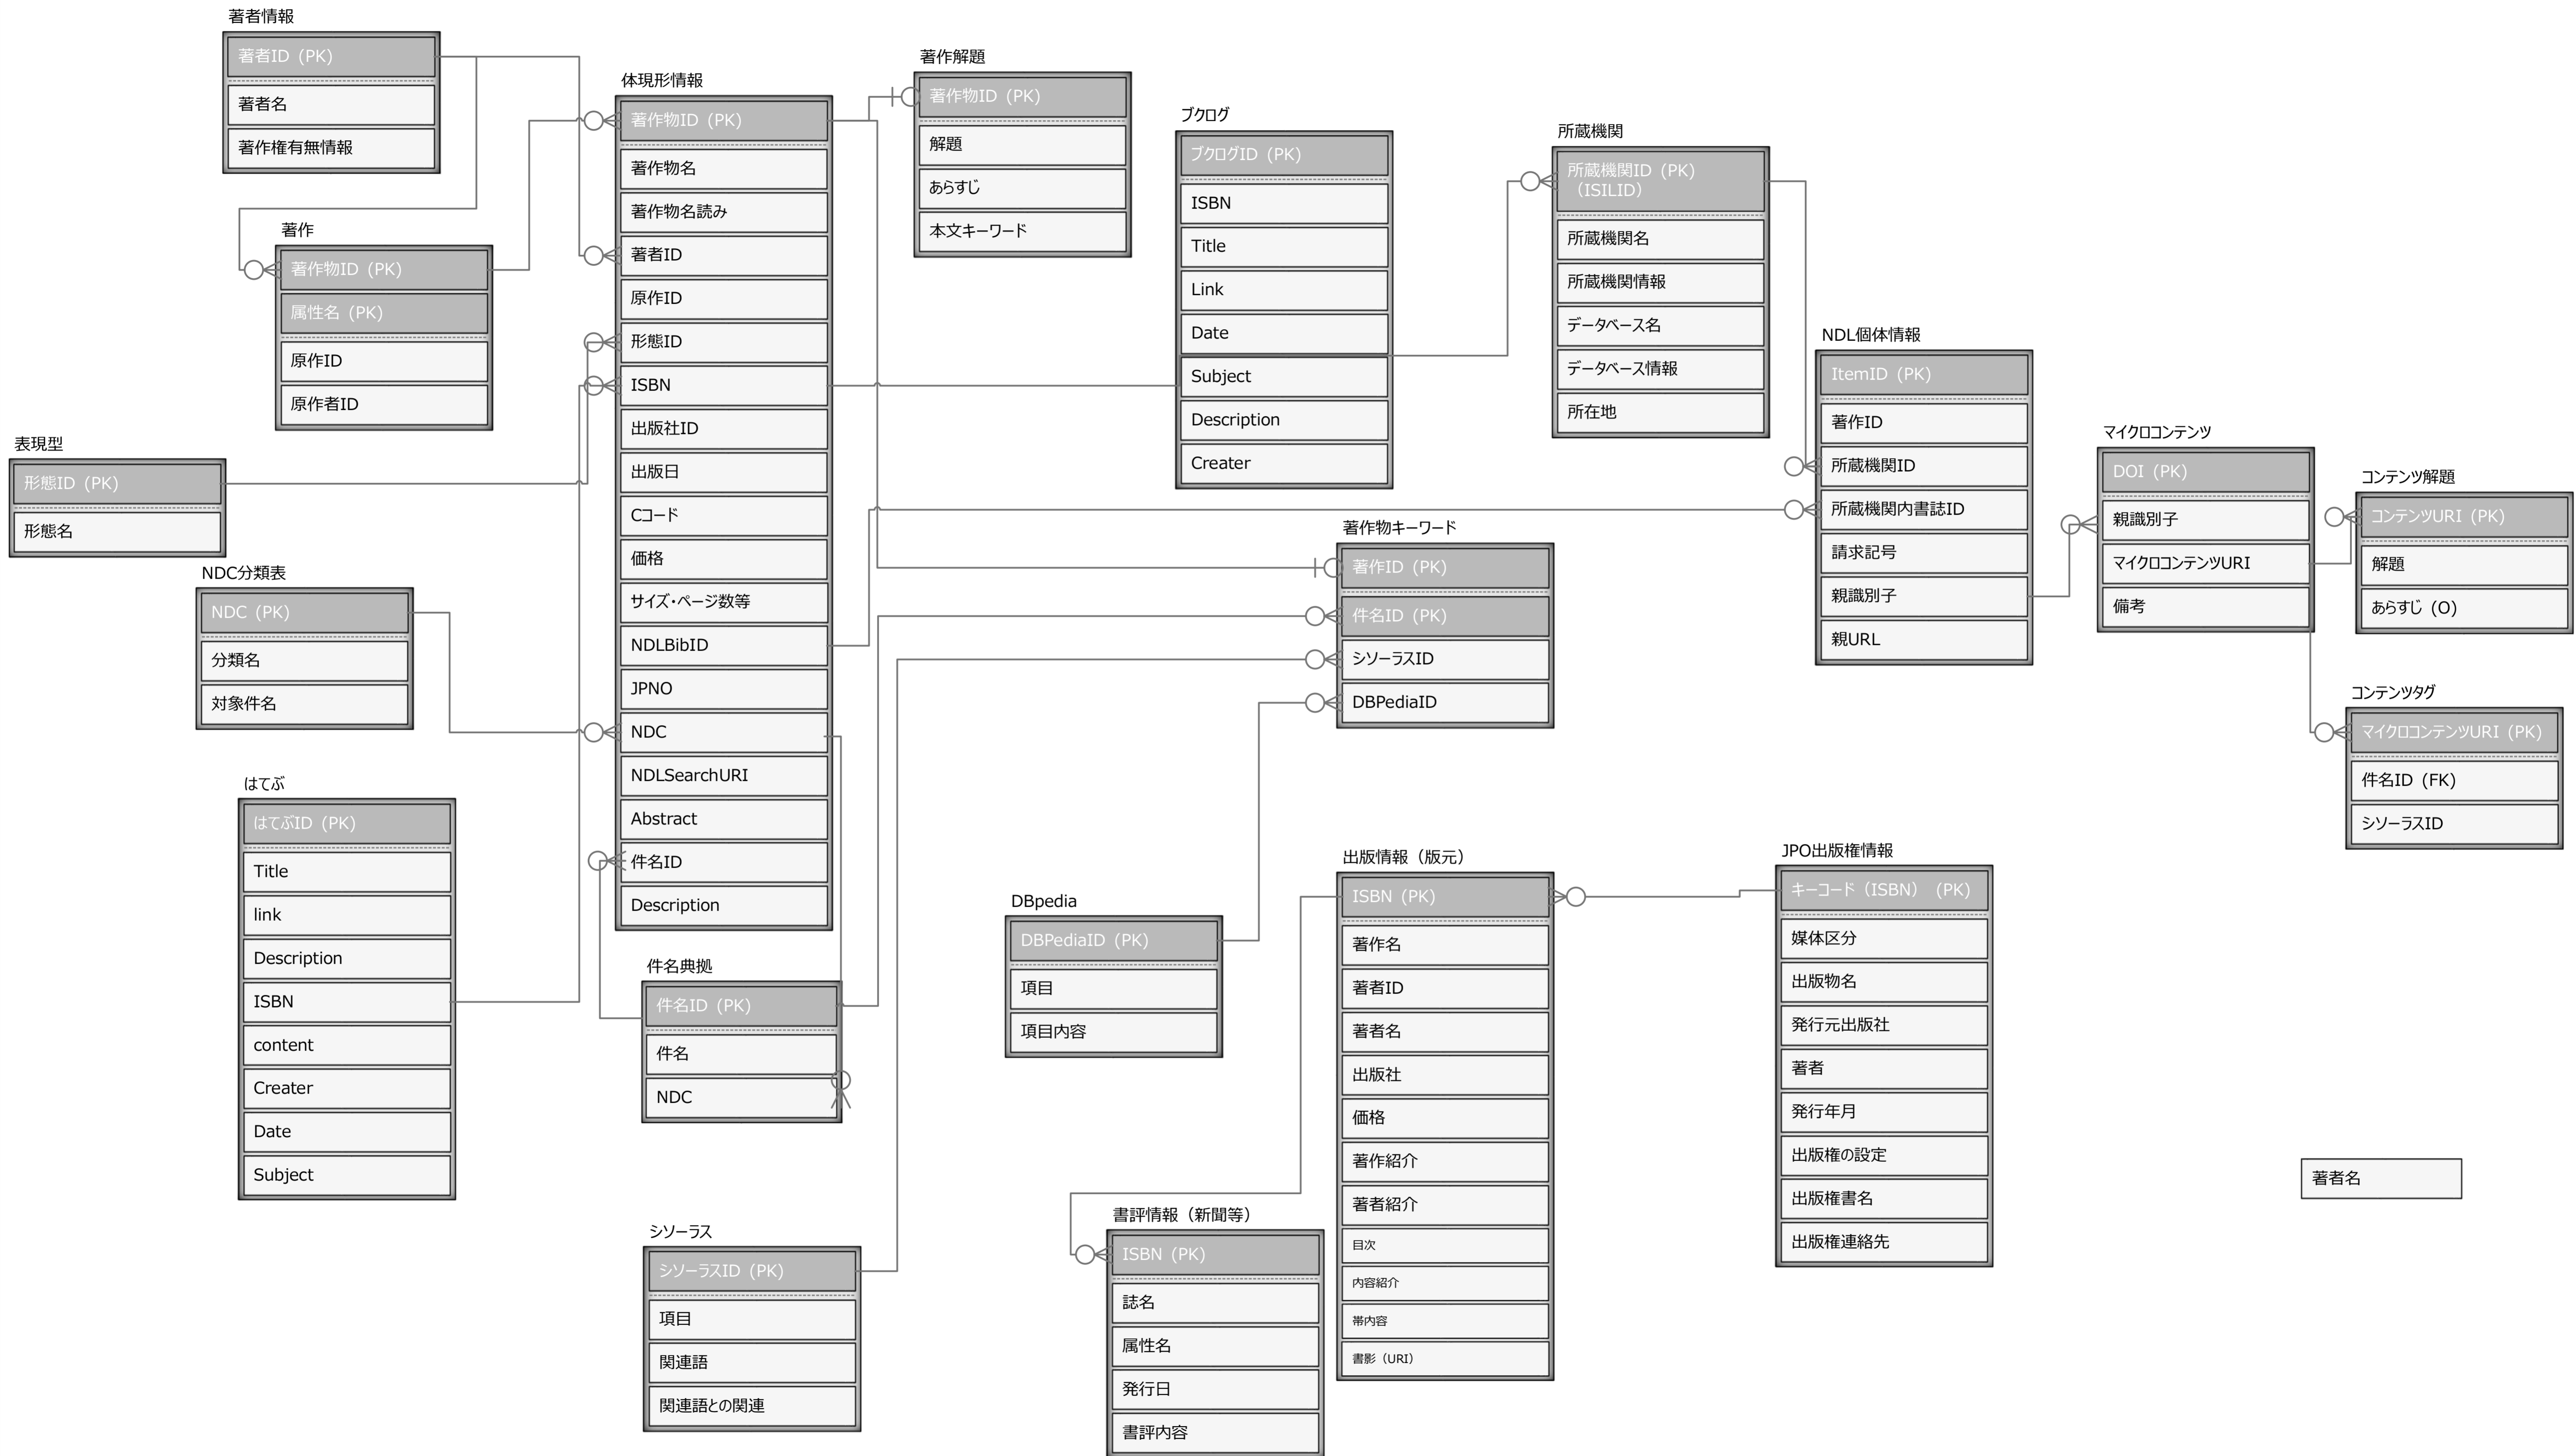 著者情報
著者ID (PK)
著者名
著作権有無情報
著作
著作物ID (PK)
属性名 (PK)
原作ID
原作者ID
表現型
形態ID (PK)
形態名
NDC分類表
NDC (PK)
分類名
対象件名
はてぶ
はてぶID (PK)
Title
link
Description
ISBN
content
Creater
Date
Subject
体現形情報
著作物ID (PK)
著作物名
著作物名読み
著者ID
原作ID
形態ID
ISBN
出版社ID
出版日
Cコード
価格
サイズ・ページ数等
NDLBibID
JPNO
NDC
NDLSearchURI
Abstract
件名ID
Description
件名典拠
件名ID (PK)
件名
NDC
シソーラス
シソーラスID (PK)
項目
関連語
関連語との関連
著作解題
著作物ID (PK)
解題
あらすじ
本文キーワード
ブクログ
ブクログID (PK)
ISBN
Title
Link
Date
Subject
Description
Creater
DBpedia
DBPediaID (PK)
項目
項目内容
書評情報（新聞等）
ISBN (PK)
誌名
属性名
発行日
書評内容
著作物キーワード
著作ID (PK)
件名ID (PK)
シソーラスID
DBPediaID
出版情報（版元）
ISBN (PK)
著作名
著者ID
著者名
出版社
価格
著作紹介
著者紹介
目次
内容紹介
帯内容
書影（URI）
所蔵機関
所蔵機関ID (PK)
（ISILID）
所蔵機関名
所蔵機関情報
データベース名
データベース情報
所在地
NDL個体情報
ItemID (PK)
著作ID
所蔵機関ID
所蔵機関内書誌ID
請求記号
親識別子
親URL
JPO出版権情報
キーコード（ISBN） (PK)
媒体区分
出版物名
発行元出版社
著者
発行年月
出版権の設定
出版権書名
出版権連絡先
マイクロコンテンツ
DOI (PK)
親識別子
マイクロコンテンツURI
備考
コンテンツ解題
コンテンツURI (PK)
解題
あらすじ (O)
コンテンツタグ
マイクロコンテンツURI (PK)
件名ID (FK)
シソーラスID
著者名